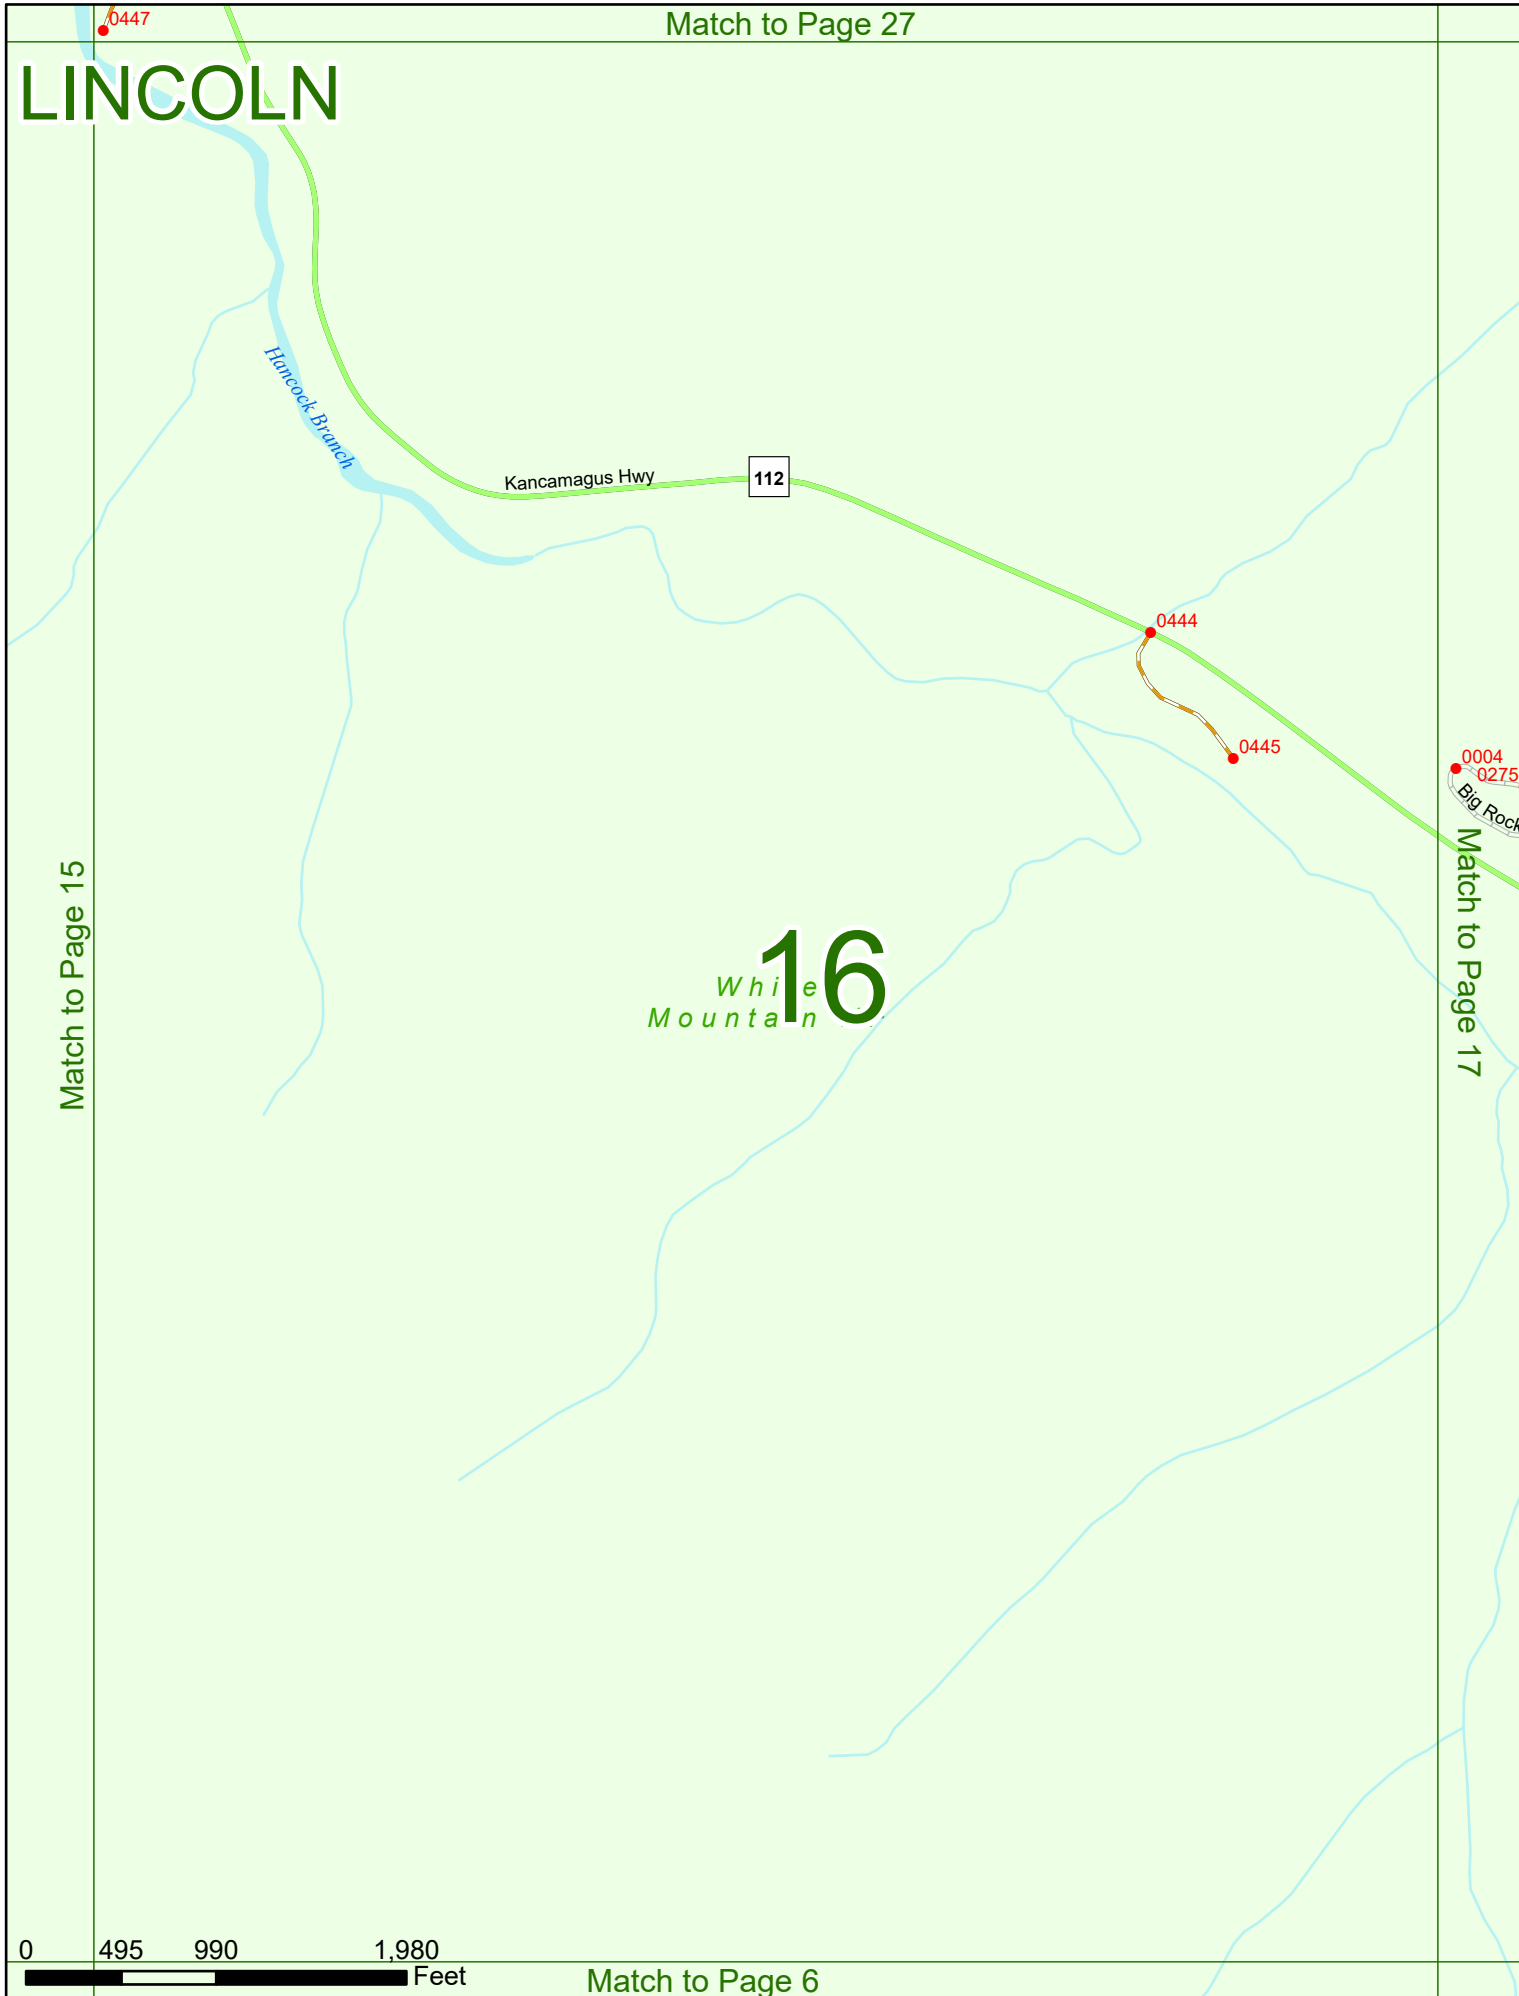 0447
Match to Page 27
LINCOLN
Hancock Branch
Kancamagus Hwy
112
0444
0445
0004
0275
Big Rock
Match to Page 15
Match to Page 17
16
Mountain
0 495 990 1,980
Feet
Match to Page 6